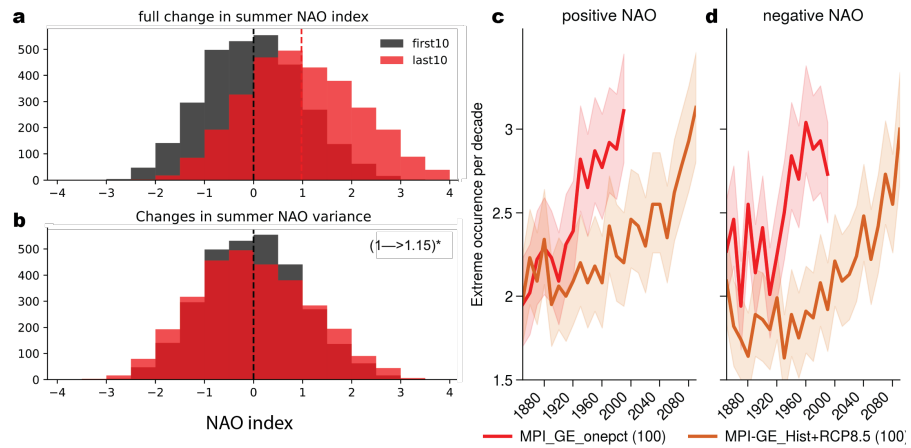 a
full change in summer NAO index
first10
last10
500
400
300
200
100
0
−4 −3 −2 −1 0 1 2 3 4
b
Changes in summer NAO variance
(1—>1.15)*
500
400
300
200
100
0
−4 −3 −2 −1 0 1 2 3 4
NAO index
c
positive NAO
d
negative NAO
Extreme occurence per decade
3
2.5
2
1.5
1880 1920 1960 2000 2040 2080
1880 1920 1960 2000 2040 2080
MPI_GE_onepct (100)
MPI-GE_Hist+RCP8.5 (100)